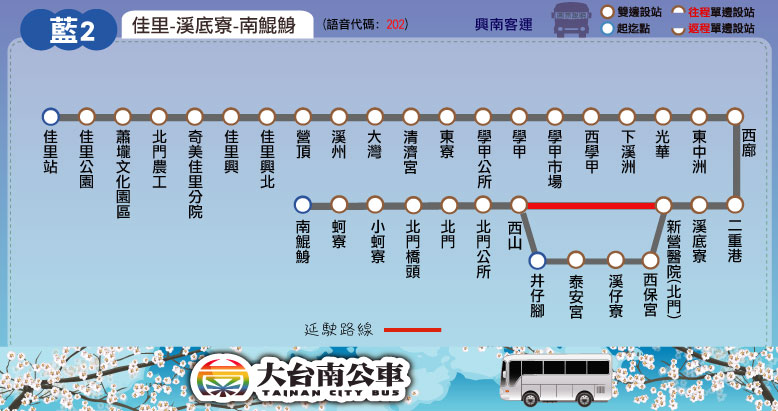 藍2
佳里-溪底寮-南鯤鯓
(語音代碼：202)
興南客運
雙邊設站
往程單邊設站
起迄點
返程單邊設站
佳里站
佳里公園
蕭壠文化園區
北門農工
奇美佳里分院
佳里興
佳里興北
營頂
溪州
大灣
清濟宮
東寮
學甲公所
學甲
學甲市場
西學甲
下溪洲
光華
東中洲
西廍
二重港
溪底寮
新營醫院(北門)
西保宮
溪仔寮
泰安宮
井仔腳
西山
北門公所
北門
北門橋頭
小蚵寮
蚵寮
南鯤鯓
延駛路線
大台南公車
TAINAN CITY BUS